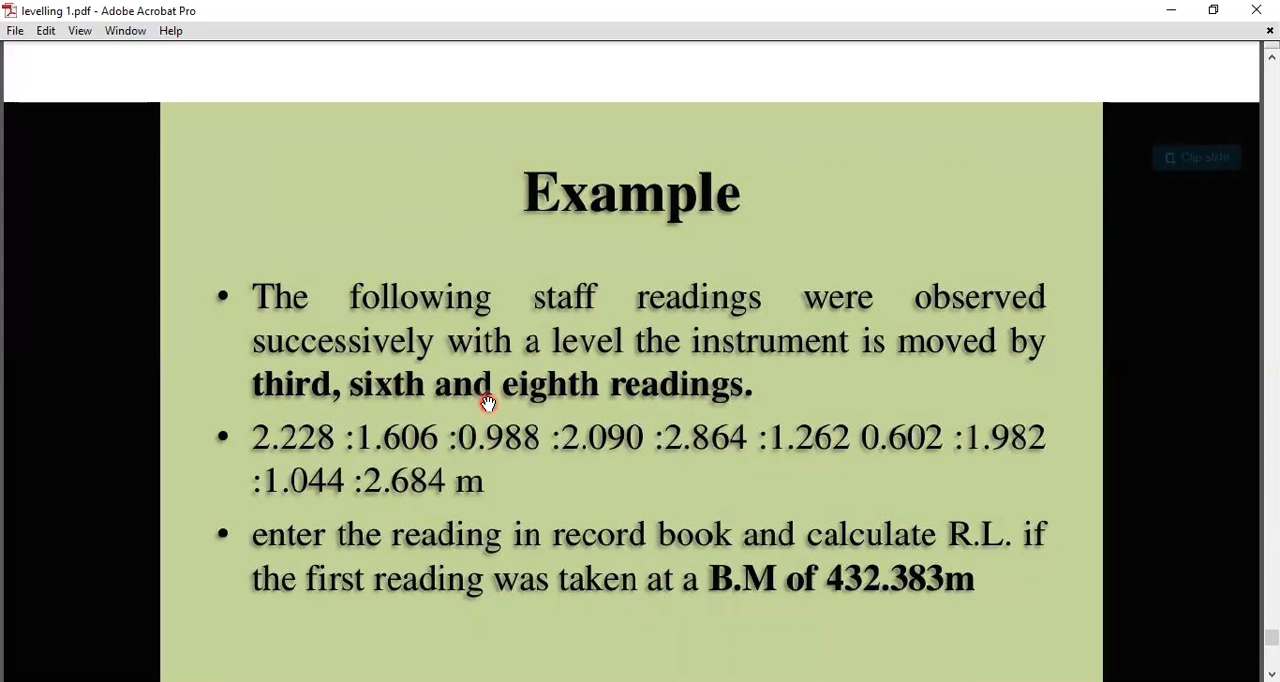 levelling 1.pdf - Adobe Acrobat Pro
File Edit View Window Help
Clip slide
Example
• The following staff readings were observed
successively with a level the instrument is moved by
third, sixth and eighth readings.
• 2.228 :1.606 :0.988 :2.090 :2.864 :1.262 0.602 :1.982
:1.044 :2.684 m
• enter the reading in record book and calculate R.L. if
the first reading was taken at a B.M of 432.383m